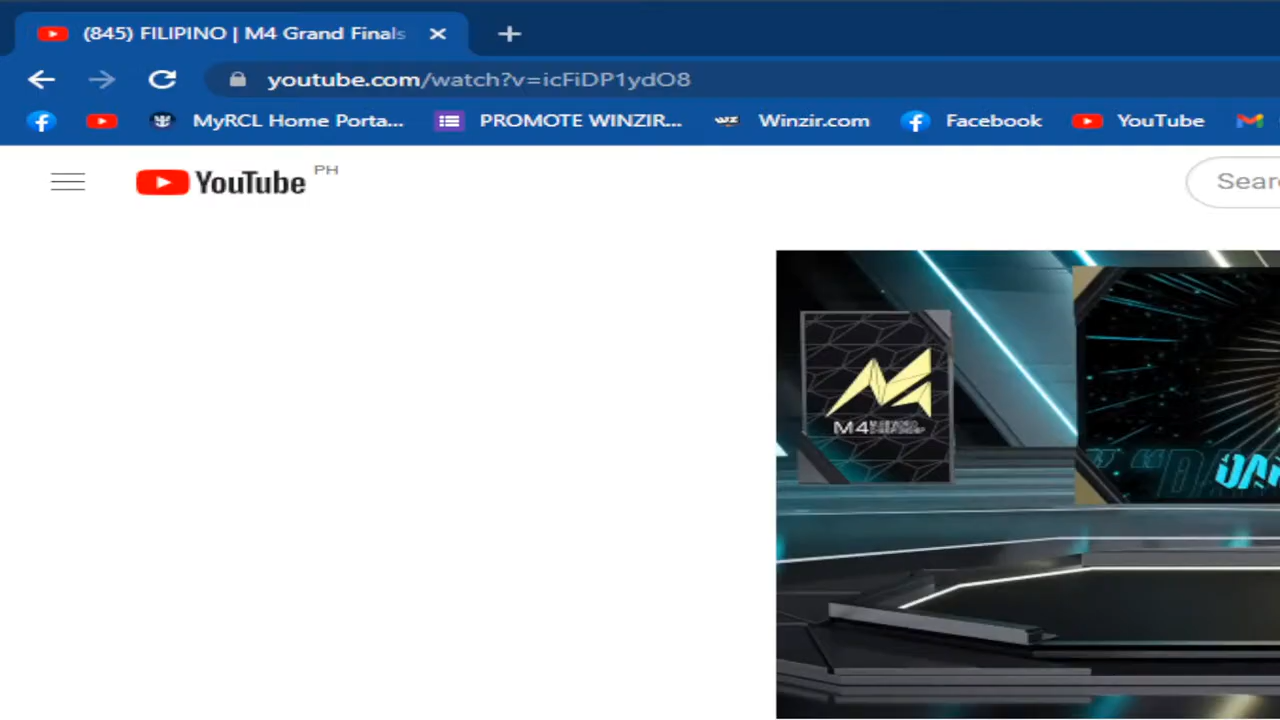 (845) FILIPINO | M4 Grand Finals
youtube.com/watch?v=icFiDP1ydO8
MyRCL Home Porta... PROMOTE WINZIR... Winzir.com Facebook YouTube
YouTube PH
Sear
M4